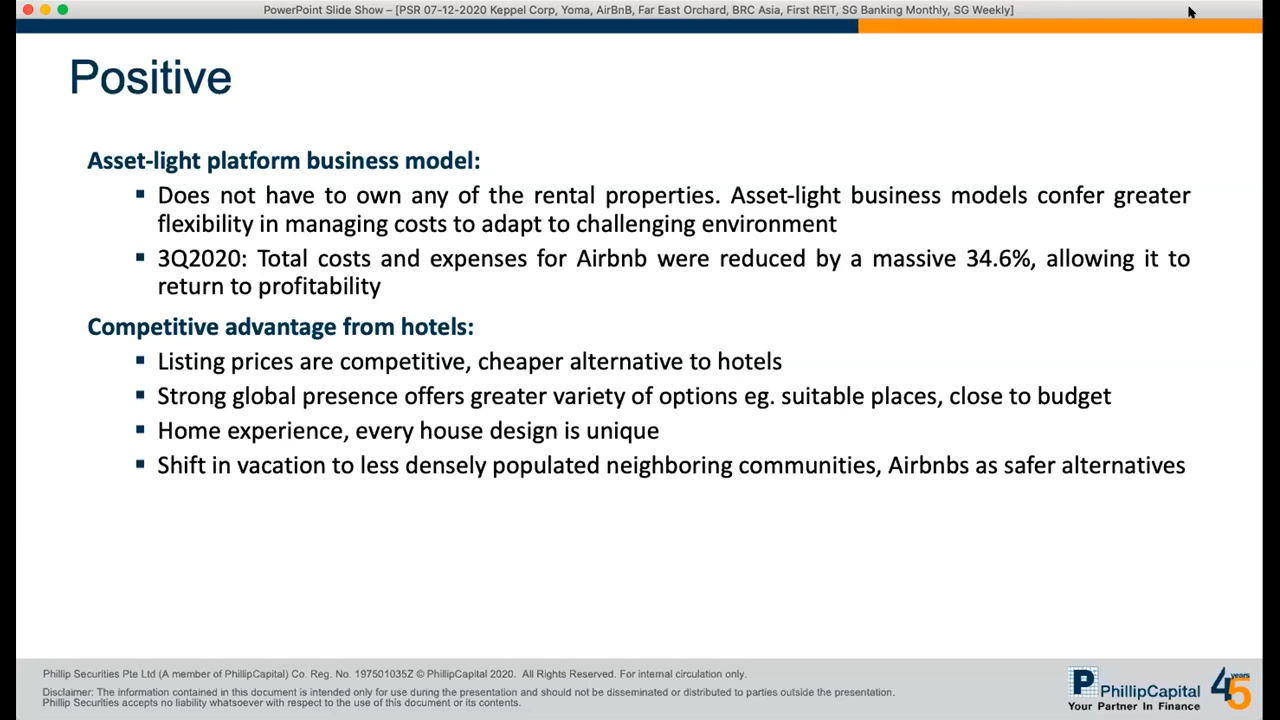 PowerPoint Slide Show – [PSR 07-12-2020 Keppel Corp, Yoma, AirBnB, Far East Orchard, BRC Asia, First REIT, SG Banking Monthly, SG Weekly]
Positive
Asset-light platform business model:
▪ Does not have to own any of the rental properties. Asset-light business models confer greater
flexibility in managing costs to adapt to challenging environment
▪ 3Q2020: Total costs and expenses for Airbnb were reduced by a massive 34.6%, allowing it to
return to profitability
Competitive advantage from hotels:
▪ Listing prices are competitive, cheaper alternative to hotels
▪ Strong global presence offers greater variety of options eg. suitable places, close to budget
▪ Home experience, every house design is unique
▪ Shift in vacation to less densely populated neighboring communities, Airbnbs as safer alternatives
Phillip Securities Pte Ltd (A member of PhillipCapital) Co. Reg. No. 197501035Z © PhillipCapital 2020. All Rights Reserved. For internal circulation only.
Disclaimer: The information contained in this document is intended only for use during the presentation and should not be disseminated or distributed to parties outside the presentation.
Phillip Securities accepts no liability whatsoever with respect to the use of this document or its contents.
P PhillipCapital
Your Partner In Finance
45 years